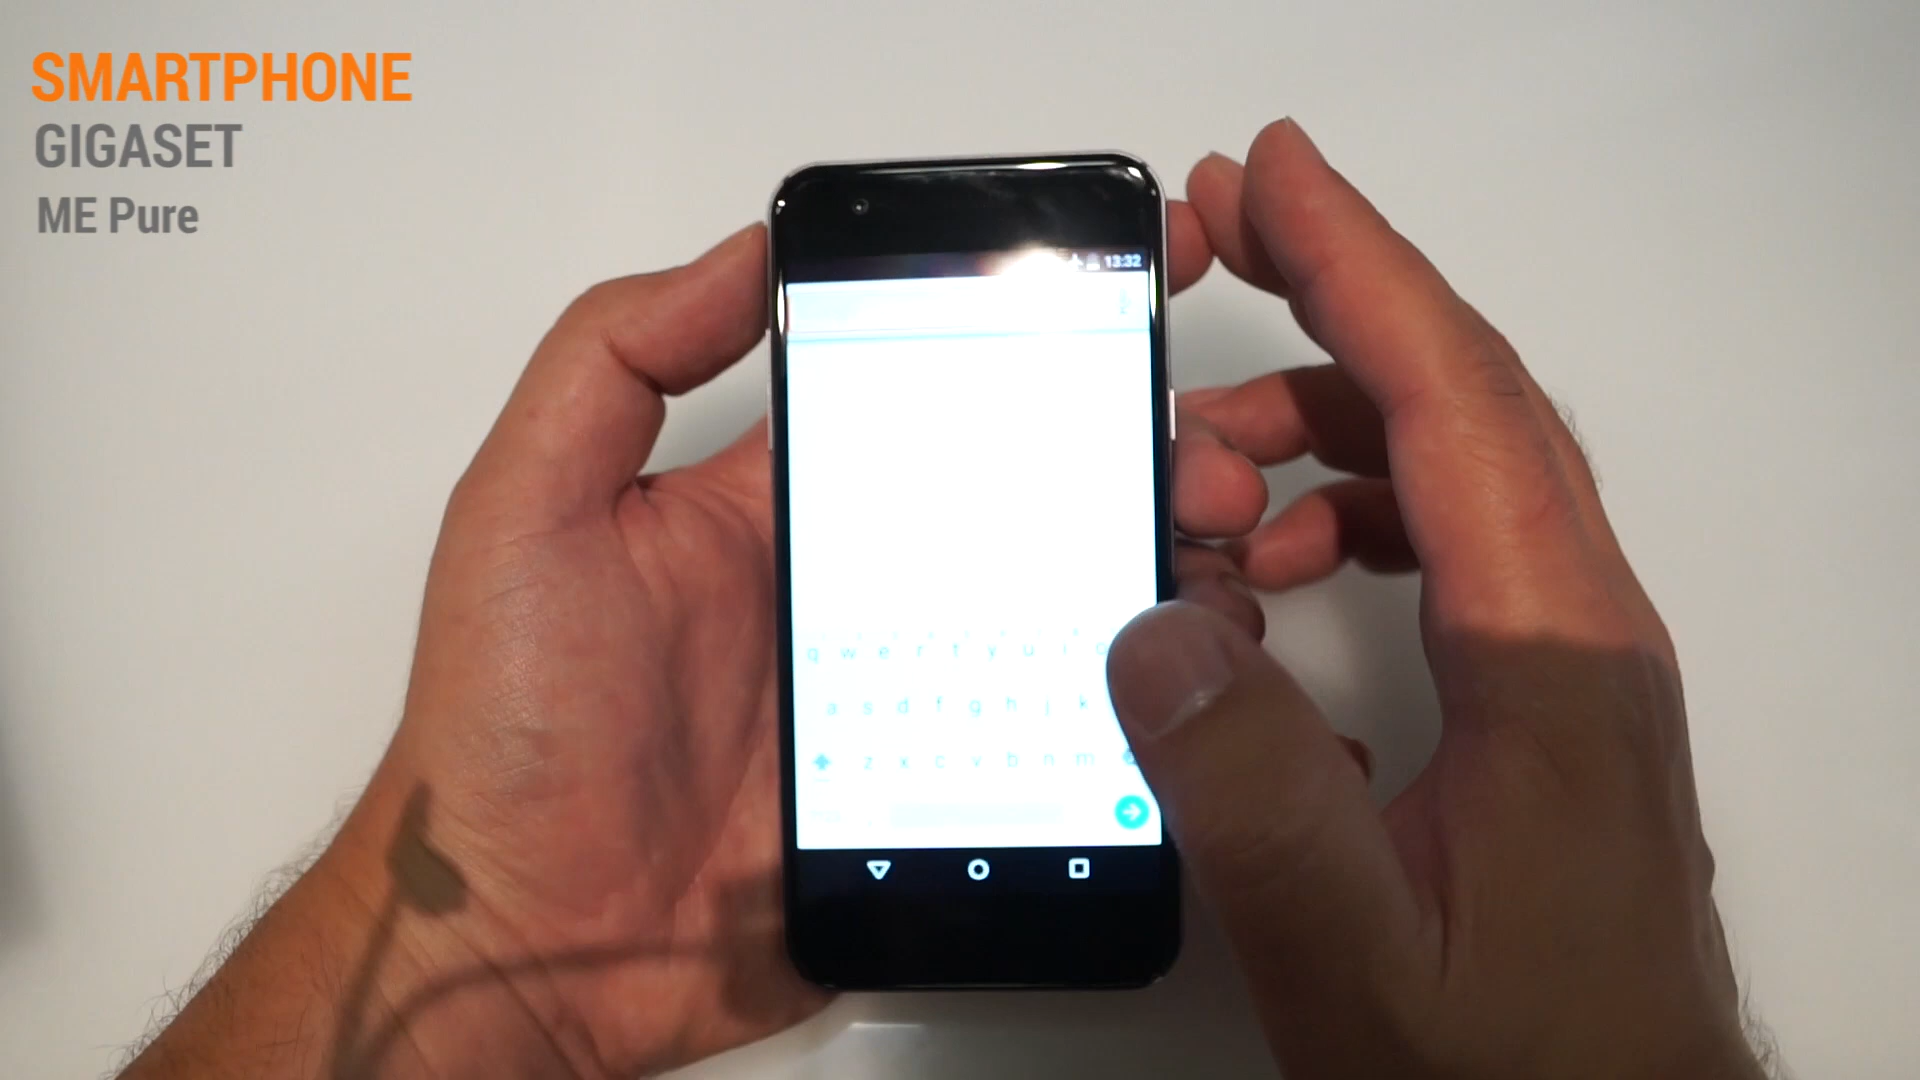 SMARTPHONE
GIGASET
ME Pure
13:32
q w e r t y u i o
a s d f g h j k
z x c v b n m